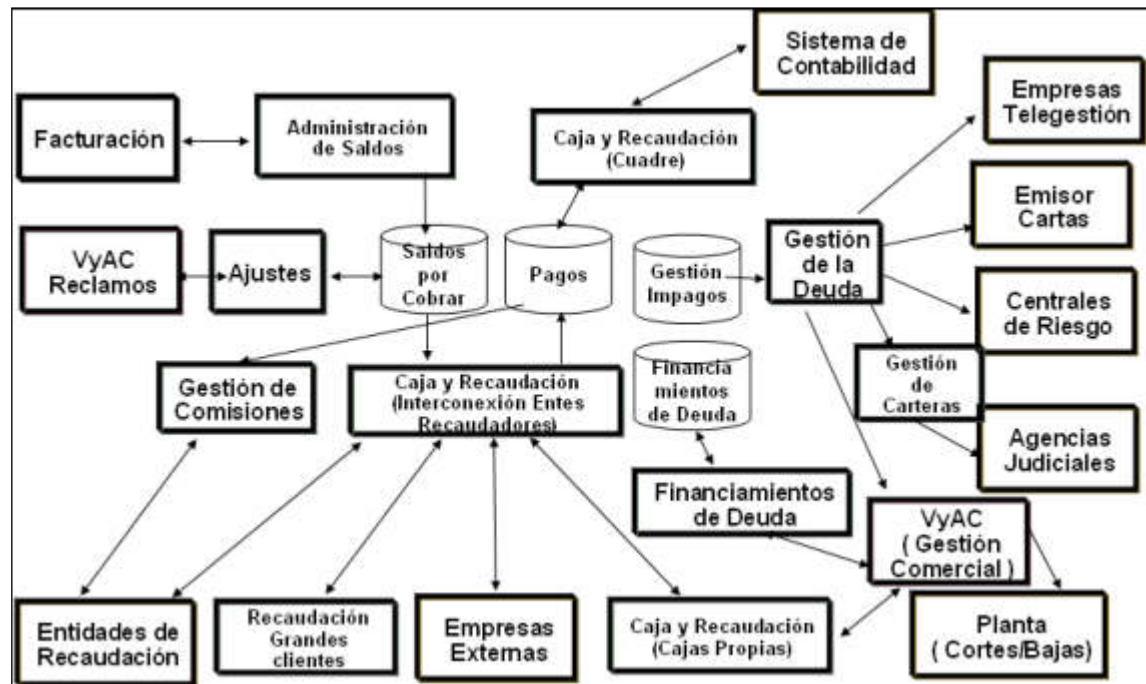 Sistema de
Contabilidad
Empresas
Telegestión
Facturación
Administración
de Saldos
Caja y Recaudación
(Cuadre)
Emisor
Cartas
VyAC
Reclamos
Ajustes
Saldos
por
Cobrar
Pagos
Gestión
Impagos
Gestión
de la
Deuda
Centrales
de Riesgo
Gestión de
Comisiones
Caja y Recaudación
(Interconexión Entes
Recaudadores)
Financia
mientos
de Deuda
Gestión
de
Carteras
Agencias
Judiciales
Financiamientos
de Deuda
VyAC
( Gestión
Comercial )
Entidades de
Recaudación
Recaudación
Grandes
clientes
Empresas
Externas
Caja y Recaudación
(Cajas Propias)
Planta
( Cortes/Bajas)